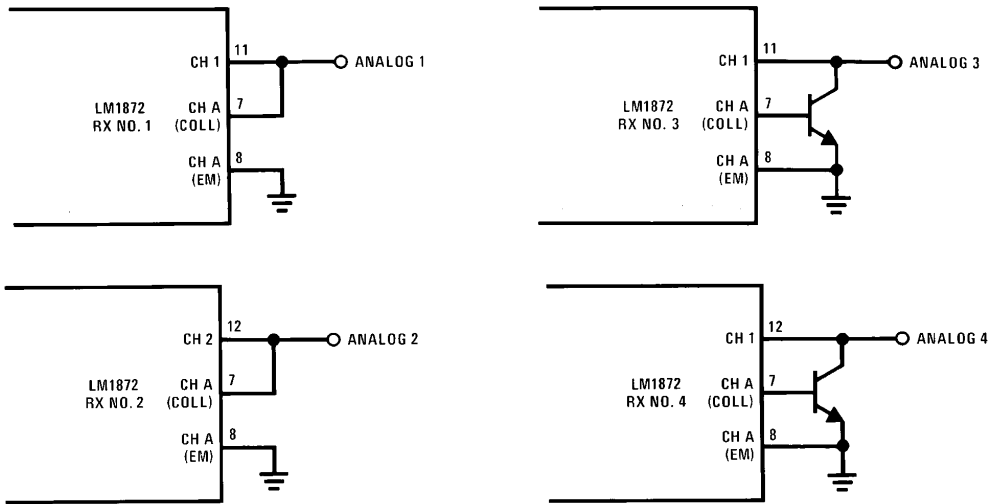 CH 1
11
ANALOG 1
LM1872
RX NO. 1
CH A
(COLL)
7
CH A
(EM)
8
CH 1
11
ANALOG 3
LM1872
RX NO. 3
CH A
(COLL)
7
CH A
(EM)
8
CH 2
12
ANALOG 2
LM1872
RX NO. 2
CH A
(COLL)
7
CH A
(EM)
8
CH 1
12
ANALOG 4
LM1872
RX NO. 4
CH A
(COLL)
7
CH A
(EM)
8